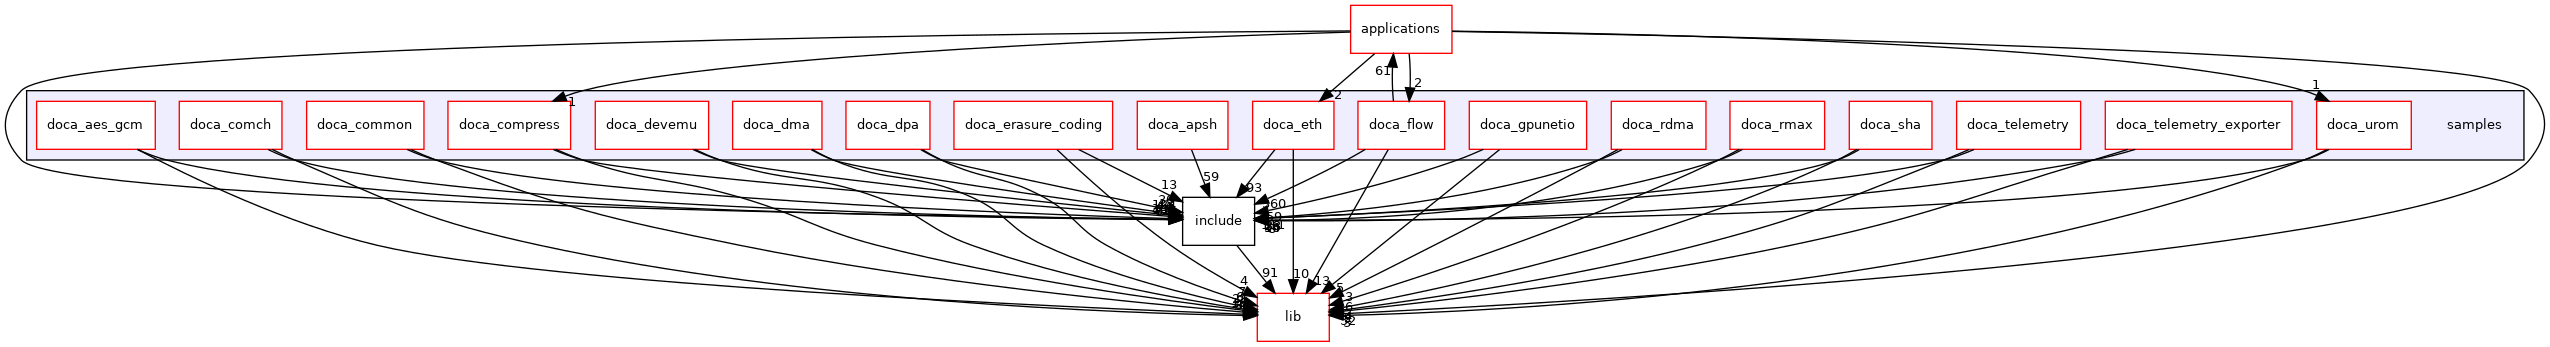 applications
61
2
2
1
1
doca_aes_gcm
doca_comch
doca_common
doca_compress
doca_devemu
doca_dma
doca_dpa
doca_erasure_coding
doca_apsh
doca_eth
doca_flow
doca_gpunetio
doca_rdma
doca_rmax
doca_sha
doca_telemetry
doca_telemetry_exporter
doca_urom
samples
13
59
93
60
include
91
10
13
5
4
3
lib